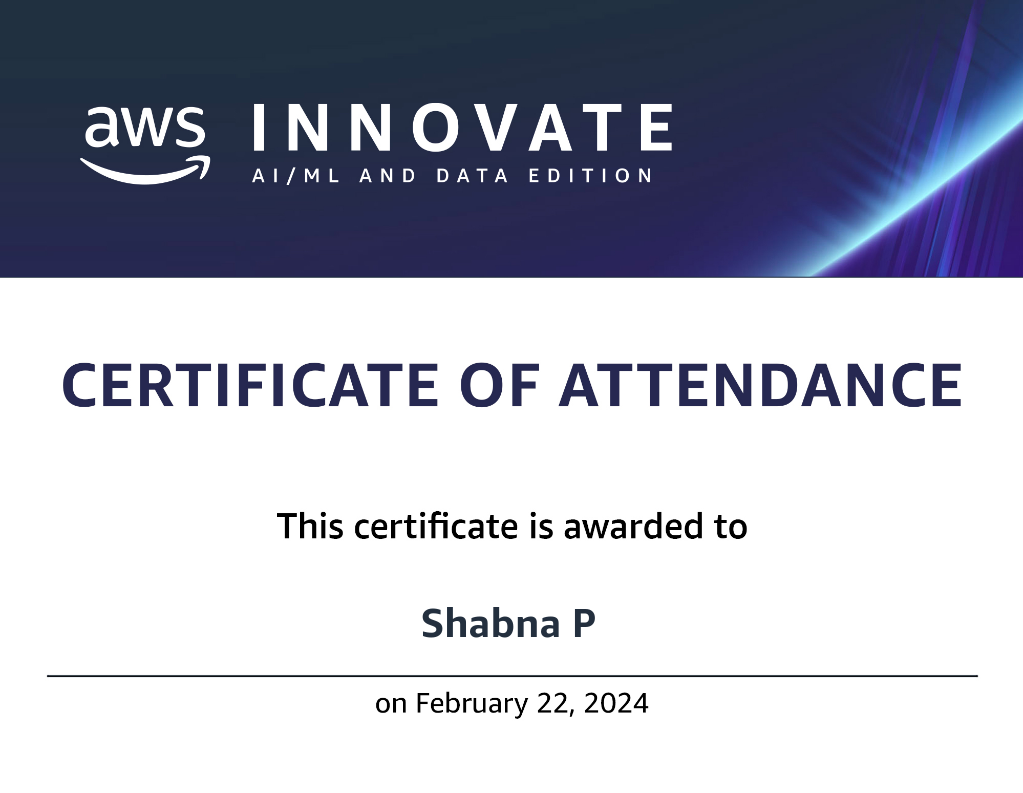 aws INNOVATE
AI/ML AND DATA EDITION
CERTIFICATE OF ATTENDANCE
This certificate is awarded to
Shabna P
on February 22, 2024